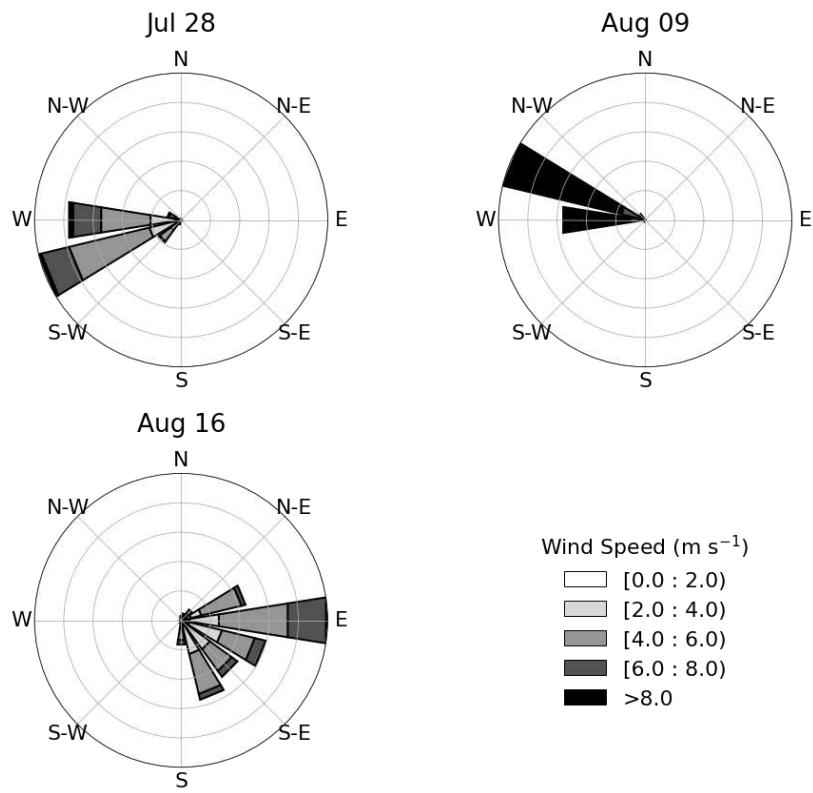 Jul 28
N
N-W
N-E
W
E
S-W
S-E
S
Aug 09
N
N-W
N-E
W
E
S-W
S-E
S
Aug 16
N
N-W
N-E
W
E
S-W
S-E
S
Wind Speed (m s⁻¹)
[0.0 : 2.0)
[2.0 : 4.0)
[4.0 : 6.0)
[6.0 : 8.0)
>8.0